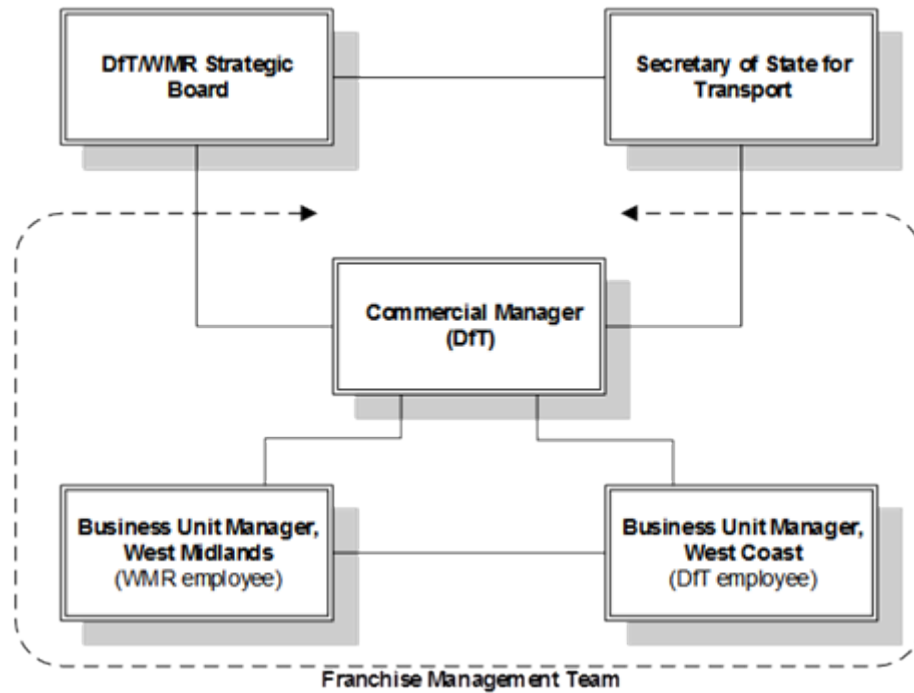 DfT/WMR Strategic
Board
Secretary of State for
Transport
Commercial Manager
(DfT)
Business Unit Manager,
West Midlands
(WMR employee)
Business Unit Manager,
West Coast
(DfT employee)
Franchise Management Team